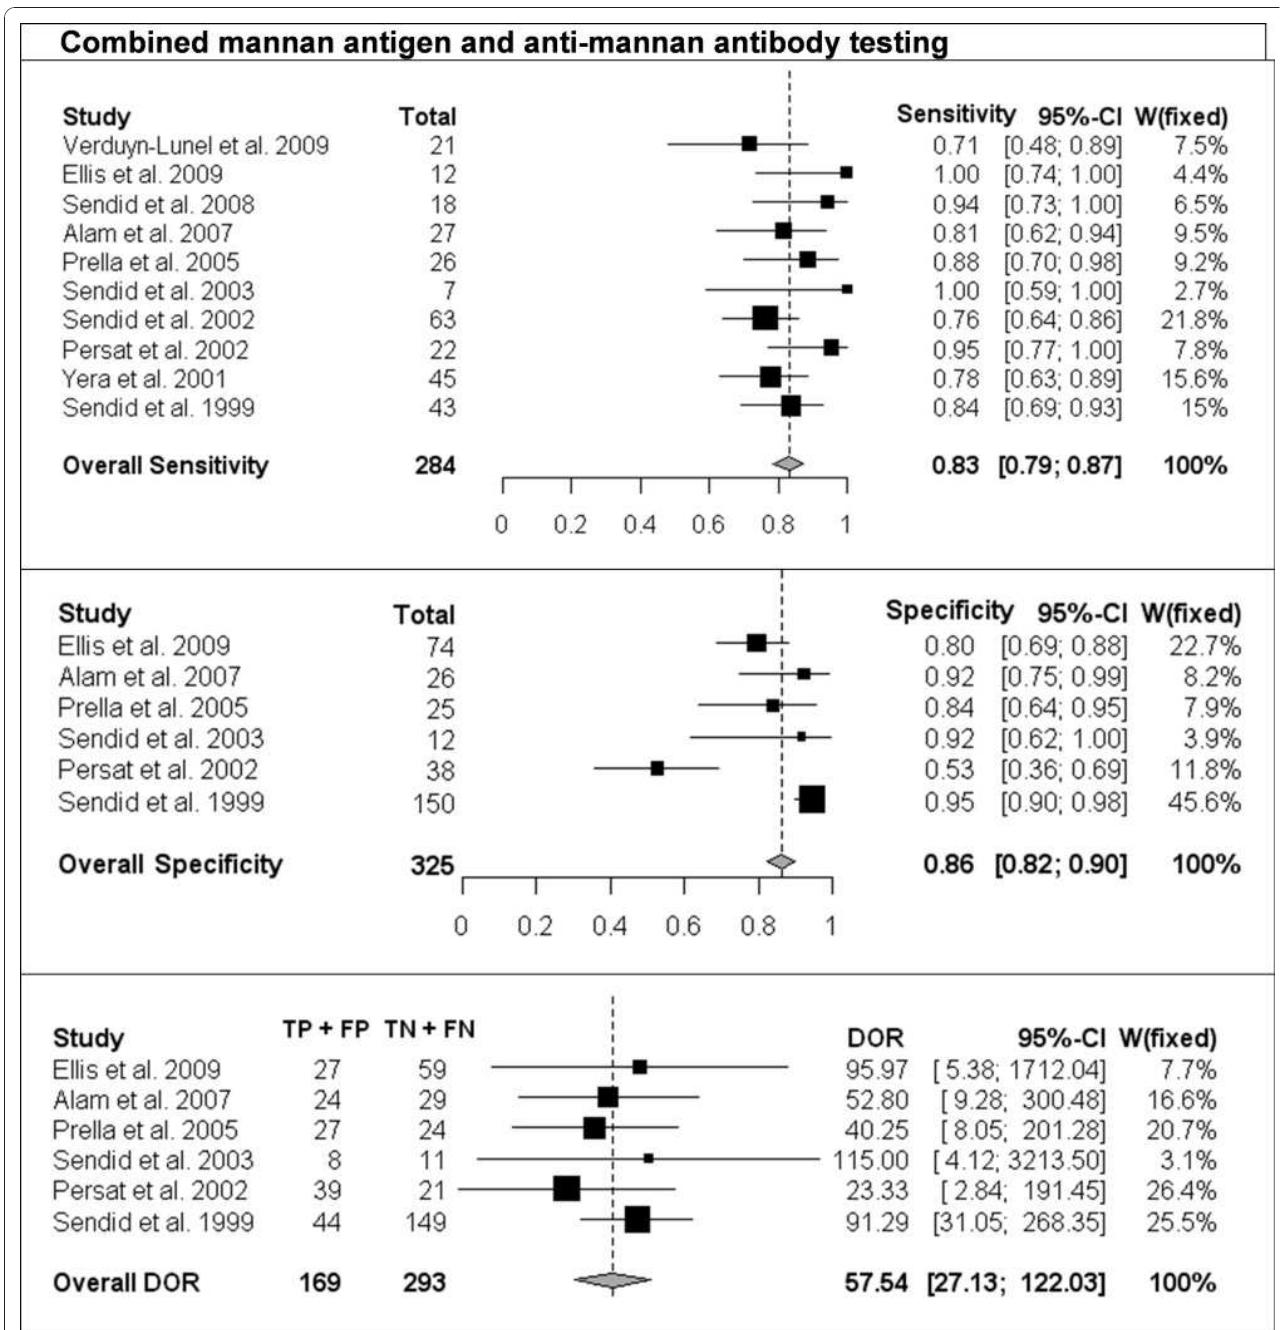 Combined mannan antigen and anti-mannan antibody testing
Study Total Sensitivity 95%-CI W(fixed)
Verduyn-Lunel et al. 2009 21 0.71 [0.48; 0.89] 7.5%
Ellis et al. 2009 12 1.00 [0.74; 1.00] 4.4%
Sendid et al. 2008 18 0.94 [0.73; 1.00] 6.5%
Alam et al. 2007 27 0.81 [0.62; 0.94] 9.5%
Prella et al. 2005 26 0.88 [0.70; 0.98] 9.2%
Sendid et al. 2003 7 1.00 [0.59; 1.00] 2.7%
Sendid et al. 2002 63 0.76 [0.64; 0.86] 21.8%
Persat et al. 2002 22 0.95 [0.77; 1.00] 7.8%
Yera et al. 2001 45 0.78 [0.63; 0.89] 15.6%
Sendid et al. 1999 43 0.84 [0.69; 0.93] 15%
Overall Sensitivity 284 0.83 [0.79; 0.87] 100%
0 0.2 0.4 0.6 0.8 1
Study Total Specificity 95%-CI W(fixed)
Ellis et al. 2009 74 0.80 [0.69; 0.88] 22.7%
Alam et al. 2007 26 0.92 [0.75; 0.99] 8.2%
Prella et al. 2005 25 0.84 [0.64; 0.95] 7.9%
Sendid et al. 2003 12 0.92 [0.62; 1.00] 3.9%
Persat et al. 2002 38 0.53 [0.36; 0.69] 11.8%
Sendid et al. 1999 150 0.95 [0.90; 0.98] 45.6%
Overall Specificity 325 0.86 [0.82; 0.90] 100%
0 0.2 0.4 0.6 0.8 1
Study TP + FP TN + FN DOR 95%-CI W(fixed)
Ellis et al. 2009 27 59 95.97 [5.38; 1712.04] 7.7%
Alam et al. 2007 24 29 52.80 [9.28; 300.48] 16.6%
Prella et al. 2005 27 24 40.25 [8.05; 201.28] 20.7%
Sendid et al. 2003 8 11 115.00 [4.12; 3213.50] 3.1%
Persat et al. 2002 39 21 23.33 [2.84; 191.45] 26.4%
Sendid et al. 1999 44 149 91.29 [31.05; 268.35] 25.5%
Overall DOR 169 293 57.54 [27.13; 122.03] 100%